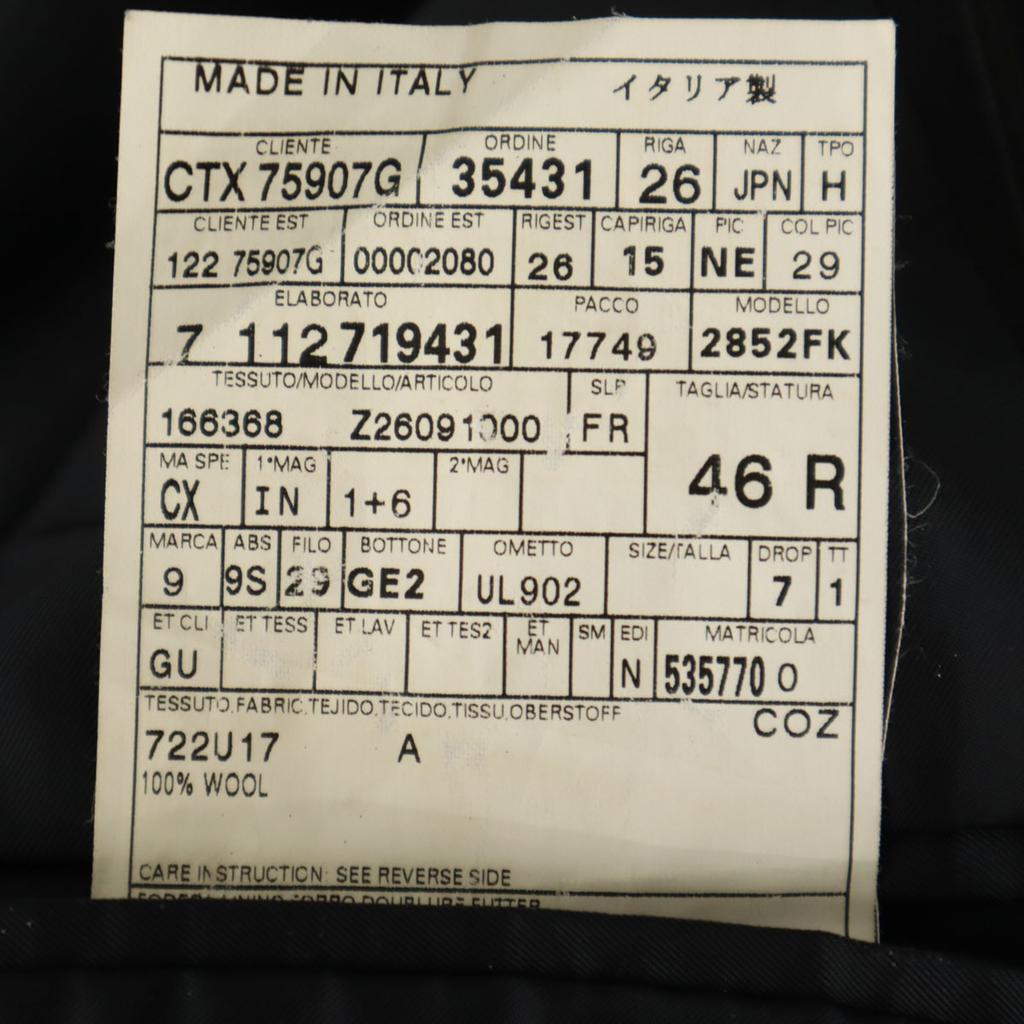 MADE IN ITALY イタリア製
CLIENTE ORDINE RIGA NAZ TPO
CTX 75907G 35431 26 JPN H
CLIENTE EST ORDINE EST RIGEST CAPIRIGA PIC COL PIC
122 75907G 00002080 26 15 NE 29
ELABORATO PACCO MODELLO
7 112719431 17749 2852FK
TESSUTO/MODELLO/ARTICOLO SLP TAGLIA/STATURA
166368 Z26091000 FR
46 R
MA SPE 1°MAG 2°MAG
CX IN 1+6
MARCA ABS FILO BOTTONE OMETTO SIZE/TALLA DROP TT
9 9S 29 GE2 UL902 7 1
ET CLI ET TESS ET LAV ET TES2 ET MAN SM EDI MATRICOLA
GU N 535770 0
TESSUTO,FABRIC,TEJIDO,TECIDO,TISSU,OBERSTOFF COZ
722U17 A
100% WOOL
CARE INSTRUCTION: SEE REVERSE SIDE